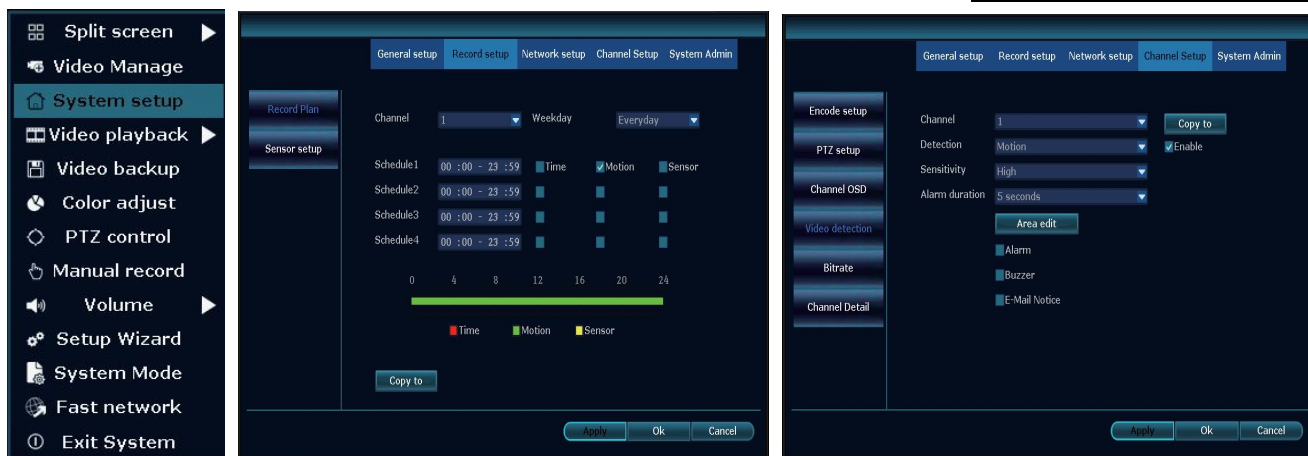 Split screen
Video Manage
System setup
Video playback
Video backup
Color adjust
PTZ control
Manual record
Volume
Setup Wizard
System Mode
Fast network
Exit System
General setup Record setup Network setup Channel Setup System Admin
Record Plan
Sensor setup
Channel 1 Weekday Everyday
Schedule1 00 :00 - 23 :59 Time Motion Sensor
Schedule2 00 :00 - 23 :59
Schedule3 00 :00 - 23 :59
Schedule4 00 :00 - 23 :59
0 4 8 12 16 20 24
Time Motion Sensor
Copy to
Apply Ok Cancel
General setup Record setup Network setup Channel Setup System Admin
Encode setup
PTZ setup
Channel OSD
Video detection
Bitrate
Channel Detail
Channel 1 Copy to
Detection Motion Enable
Sensitivity High
Alarm duration 5 seconds
Area edit
Alarm
Buzzer
E-Mail Notice
Apply Ok Cancel